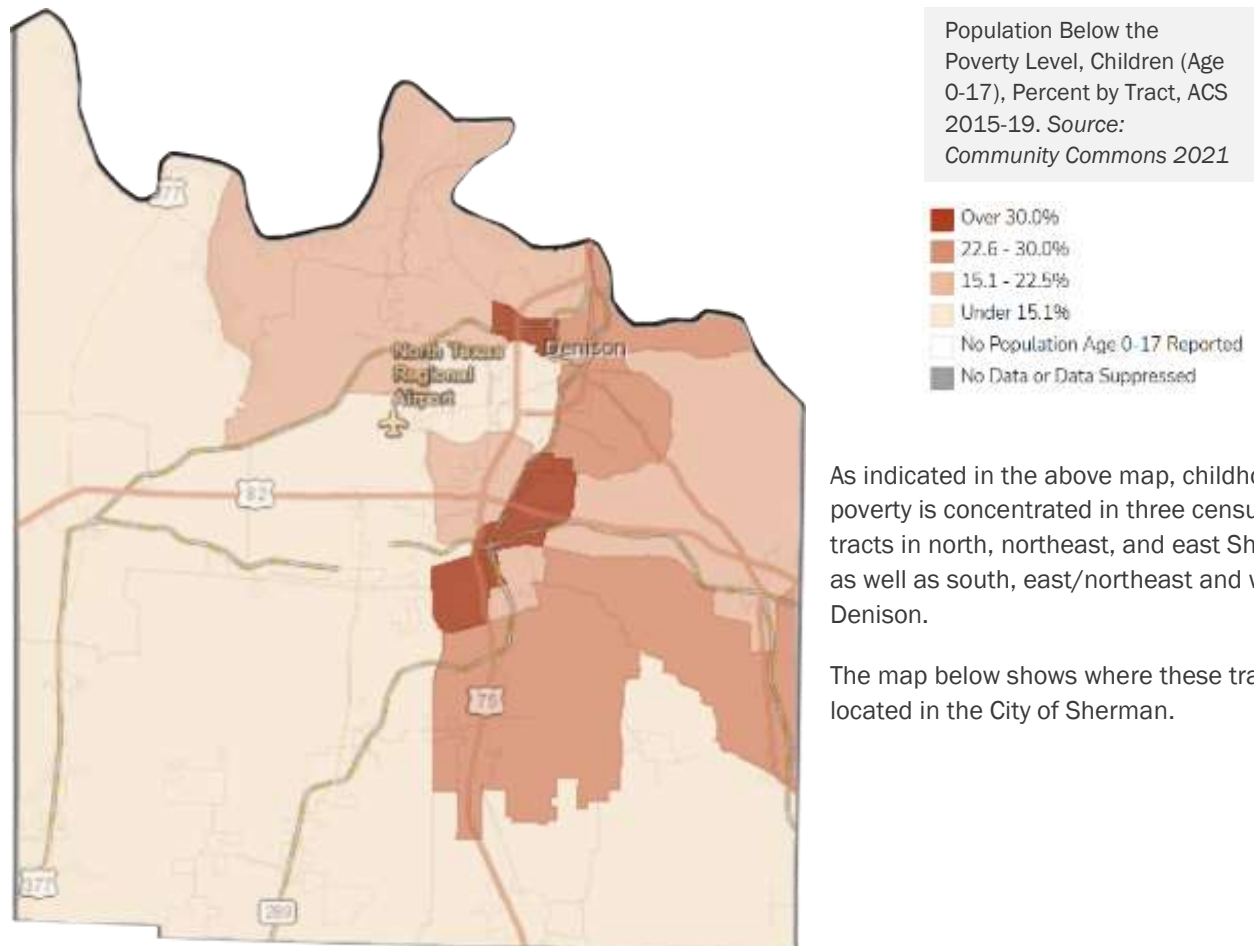 Population Below the
Poverty Level, Children (Age
0-17), Percent by Tract, ACS
2015-19. Source:
Community Commons 2021
Over 30.0%
22.6 - 30.0%
15.1 - 22.5%
Under 15.1%
No Population Age 0-17 Reported
No Data or Data Suppressed
377
Denison
North Texas
Regional
Airport
82
75
377
289
As indicated in the above map, childho
poverty is concentrated in three censu
tracts in north, northeast, and east Sh
as well as south, east/northeast and w
Denison.
The map below shows where these tra
located in the City of Sherman.